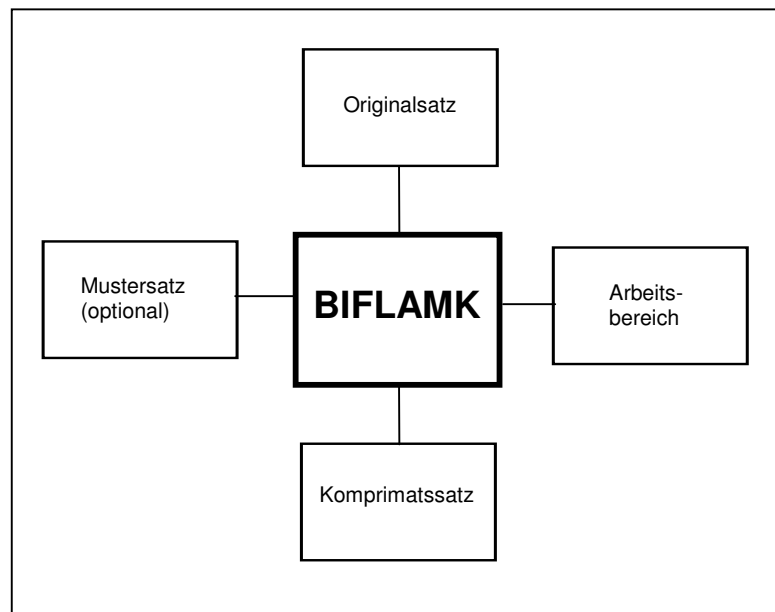 Originalsatz
Mustersatz
(optional)
BIFLAMK
Arbeits-
bereich
Komprimatssatz